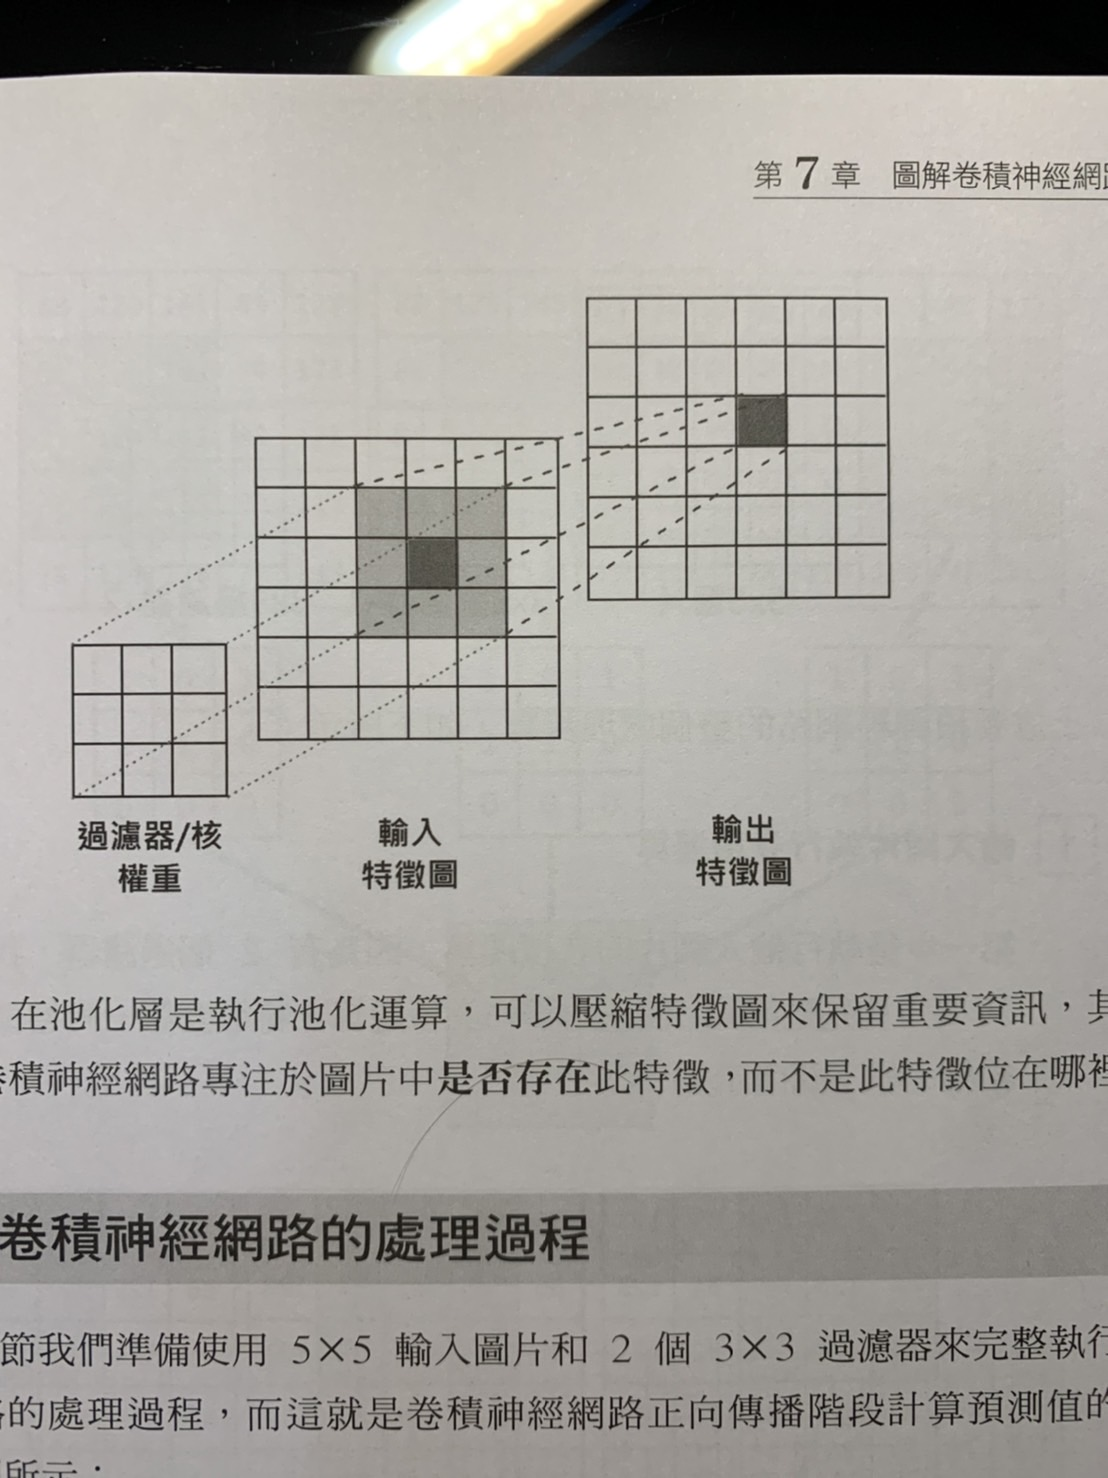 第 7 章 圖解卷積神經網
過濾器/核
權重
輸入
特徵圖
輸出
特徵圖
在池化層是執行池化運算，可以壓縮特徵圖來保留重要資訊，其
積神經網路專注於圖片中是否存在此特徵，而不是此特徵位在哪裡
卷積神經網路的處理過程
節我們準備使用 5×5 輸入圖片和 2 個 3×3 過濾器來完整執行
的處理過程，而這就是卷積神經網路正向傳播階段計算預測值的
所示：